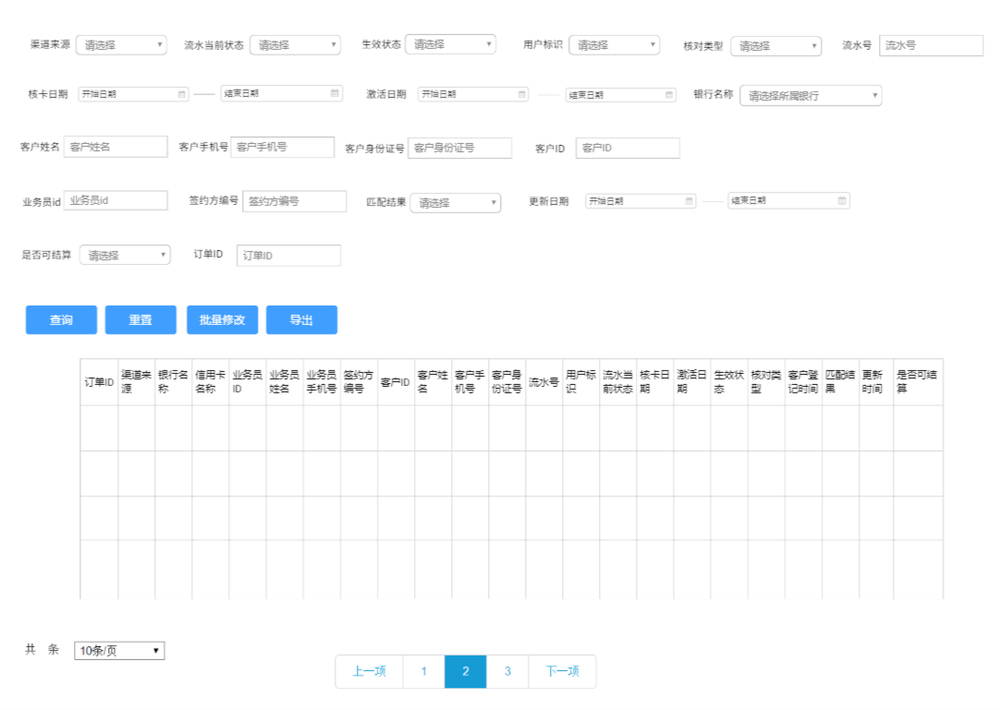 渠道来源 请选择 流水当前状态 请选择 生效状态 请选择 用户标识 请选择 核对类型 请选择 流水号 流水号
核卡日期 开始日期 结束日期 激活日期 开始日期 结束日期 银行名称 请选择所属银行
客户姓名 客户姓名 客户手机号 客户手机号 客户身份证号 客户身份证号 客户ID 客户ID
业务员id 业务员id 签约方编号 签约方编号 匹配结果 请选择 更新日期 开始日期 结束日期
是否可结算 请选择 订单ID 订单ID
查询 重置 批量修改 导出
订单ID 渠道来源 银行名称 信用卡名称 业务员ID 业务员姓名 业务员手机号 签约方编号 客户ID 客户姓名 客户手机号 客户身份证号 流水号 用户标识 流水当前状态 核卡日期 激活日期 生效状态 核对类型 客户登记时间 匹配结果 更新时间 是否可结算
共 条 10条/页
上一项 1 2 3 下一项